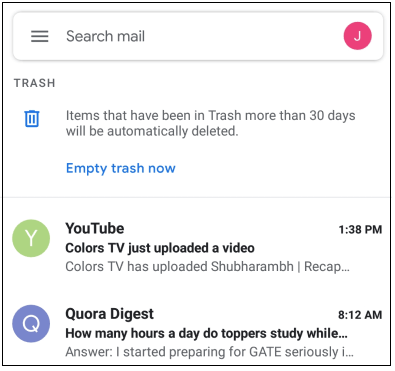 Search mail
J
TRASH
Items that have been in Trash more than 30 days
will be automatically deleted.
Empty trash now
Y
YouTube 1:38 PM
Colors TV just uploaded a video
Colors TV has uploaded Shubharambh | Recap...
Q
Quora Digest 8:12 AM
How many hours a day do toppers study while...
Answer: I started preparing for GATE seriously i...